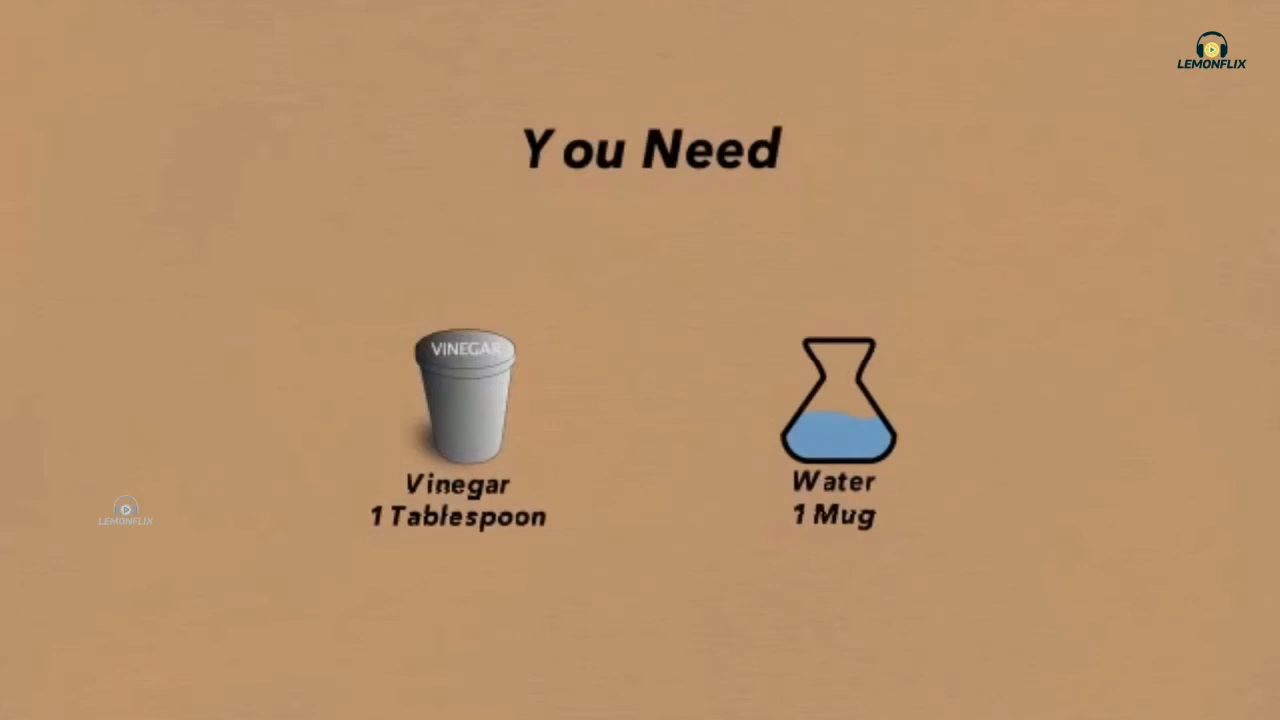 LEMONFLIX
You Need
VINEGAR
Vinegar
1 Tablespoon
Water
1 Mug
LEMONFLIX